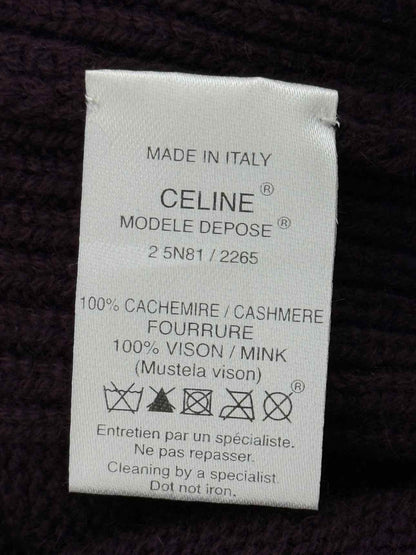 MADE IN ITALY
CELINE®
MODELE DEPOSE®
2 5N81 / 2265
100% CACHEMIRE / CASHMERE
FOURRURE
100% VISON / MINK
(Mustela vison)
®
Entretien par un spécialiste.
Ne pas repasser.
Cleaning by a specialist.
Dot not iron.